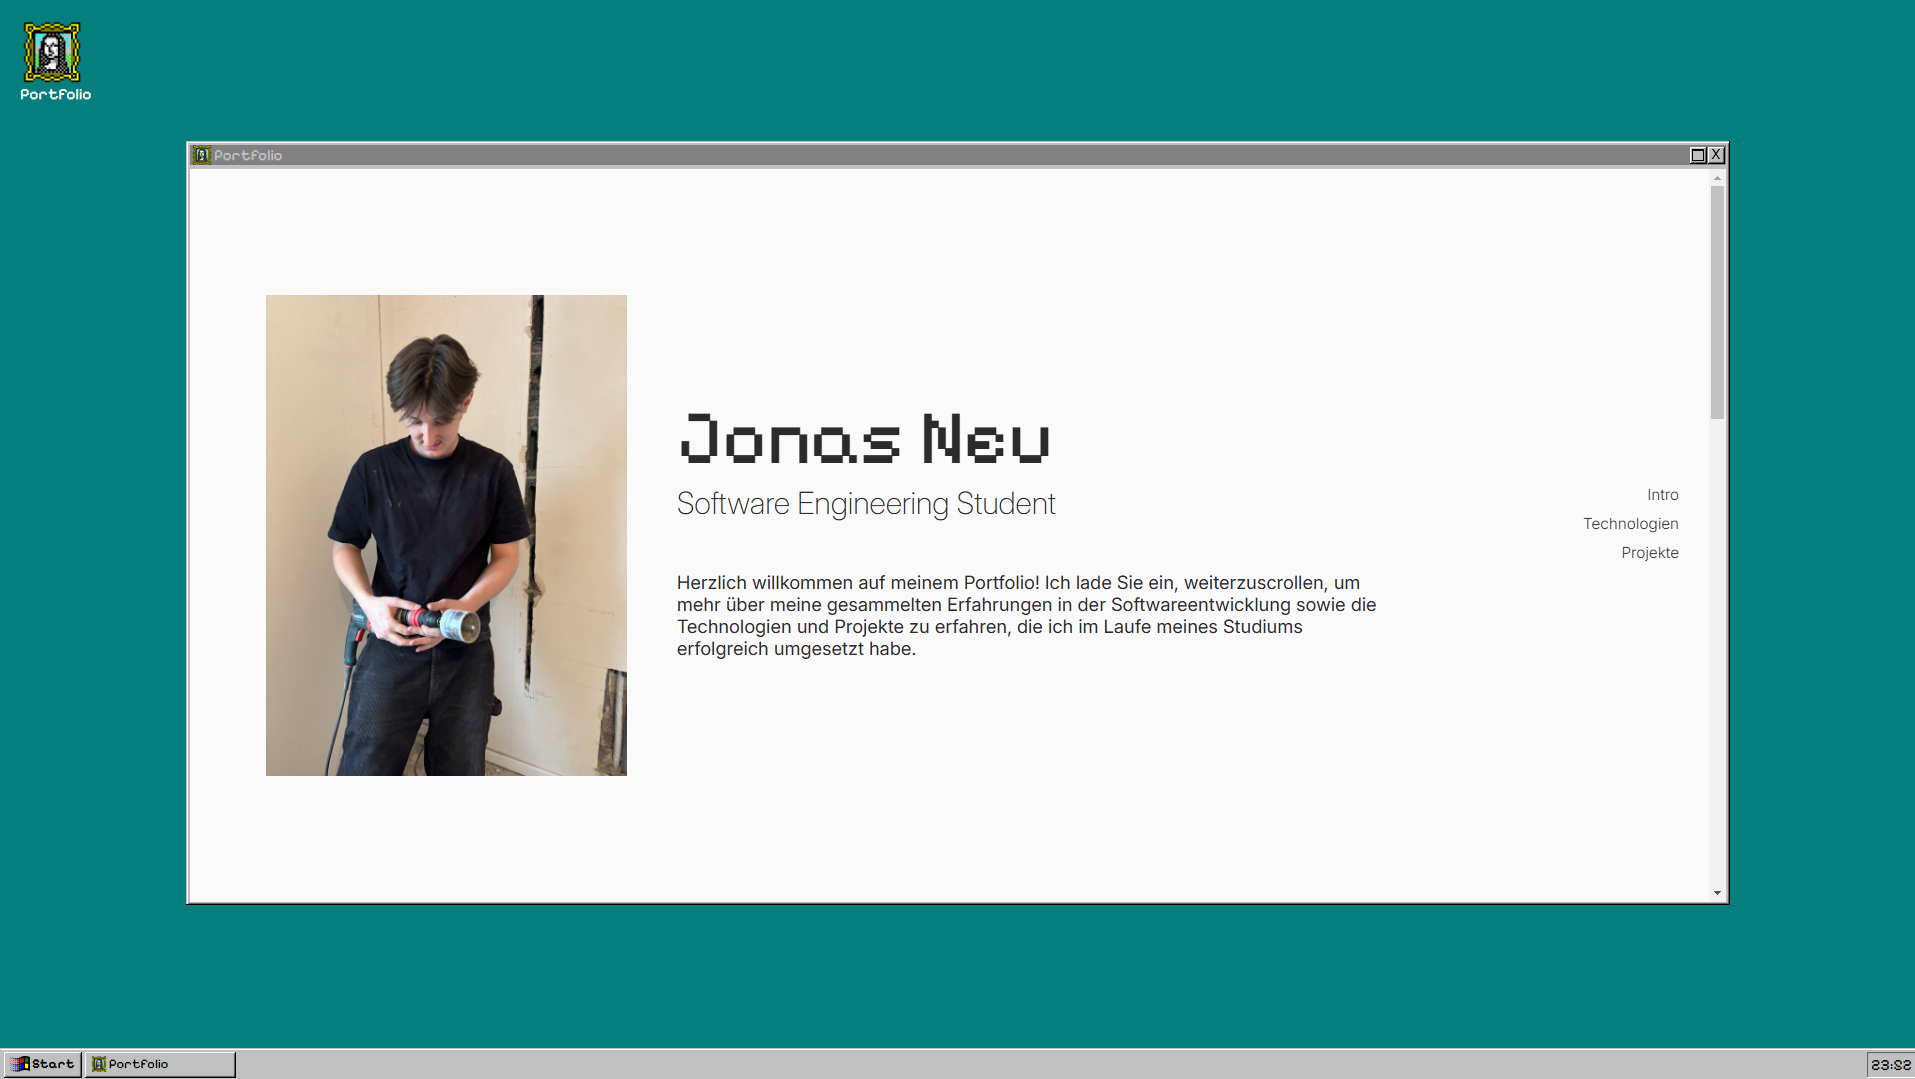 Portfolio
Portfolio
X
Jonas Neu
Software Engineering Student
Herzlich willkommen auf meinem Portfolio! Ich lade Sie ein, weiterzuscrollen, um
mehr über meine gesammelten Erfahrungen in der Softwareentwicklung sowie die
Technologien und Projekte zu erfahren, die ich im Laufe meines Studiums
erfolgreich umgesetzt habe.
Intro
Technologien
Projekte
Start
Portfolio
23:52